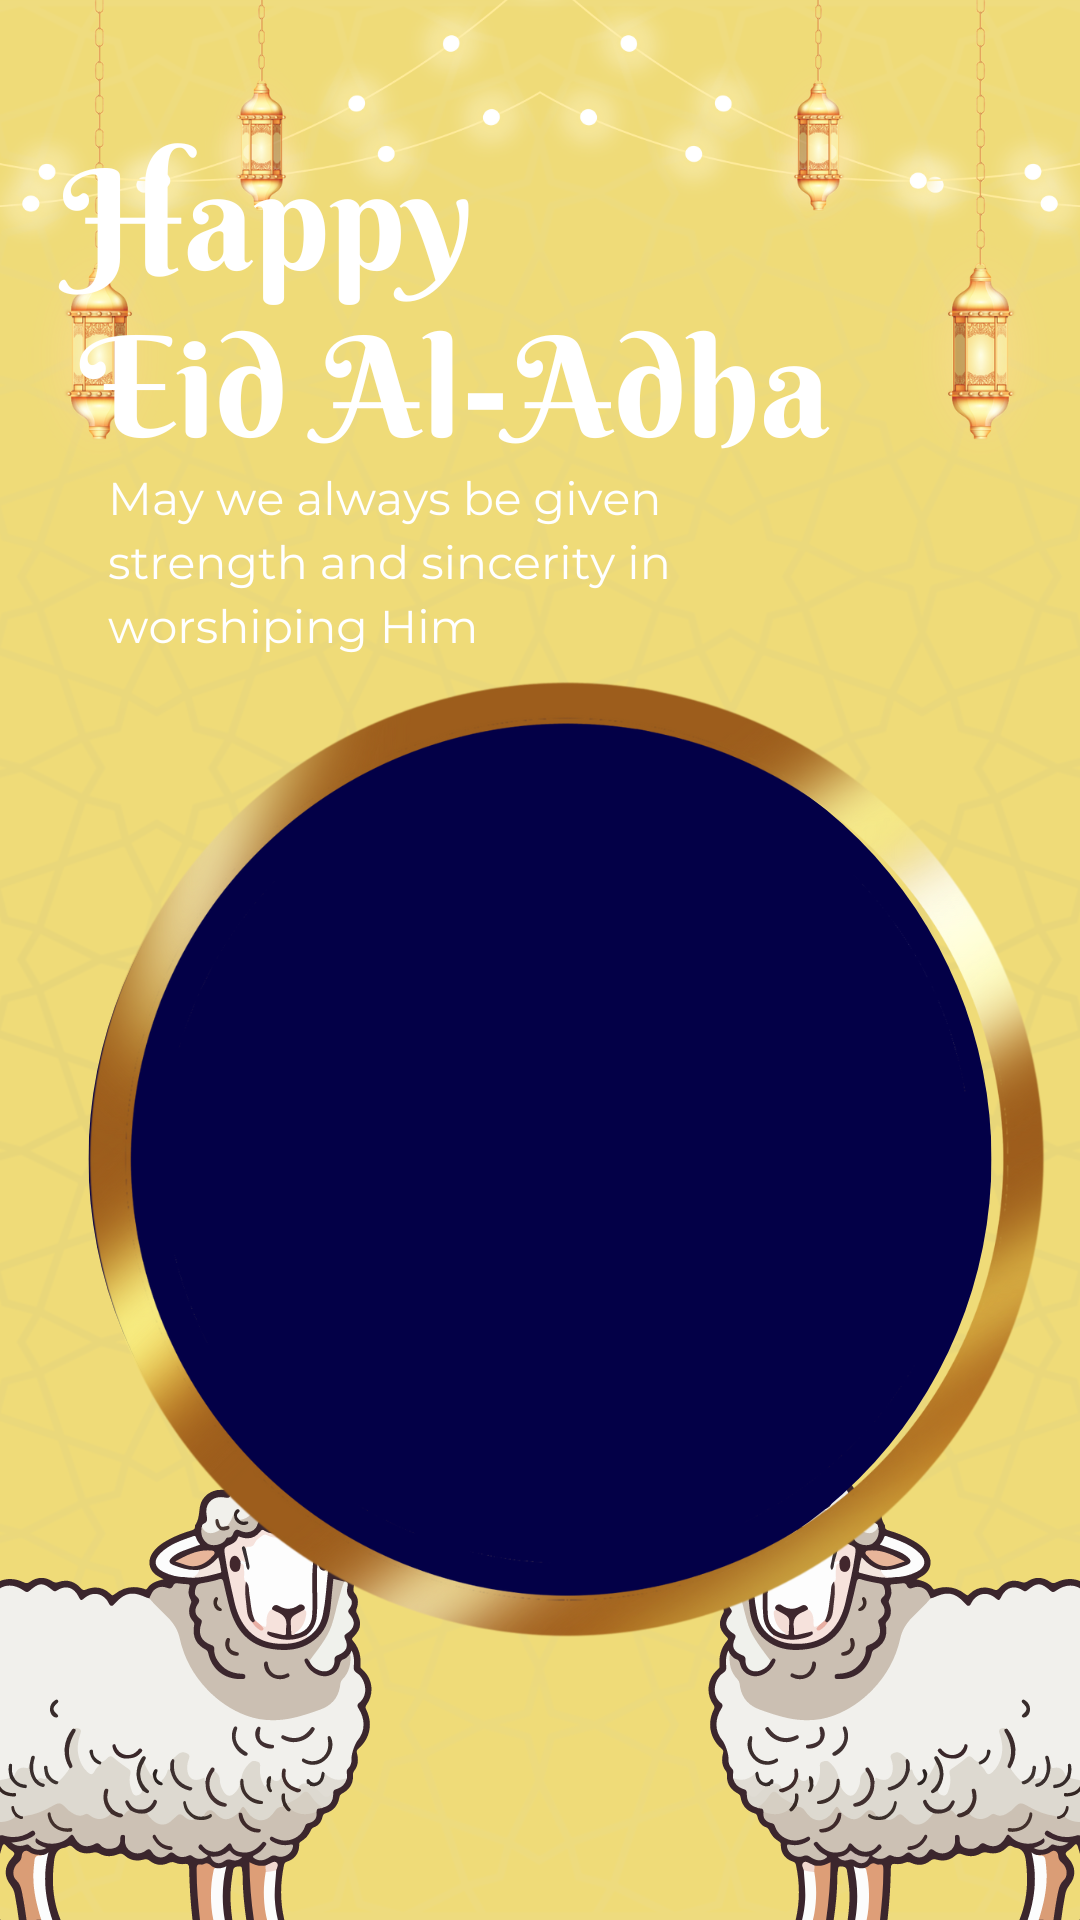 Happy
Eid Al-Adha
May we always be given
strength and sincerity in
worshiping Him